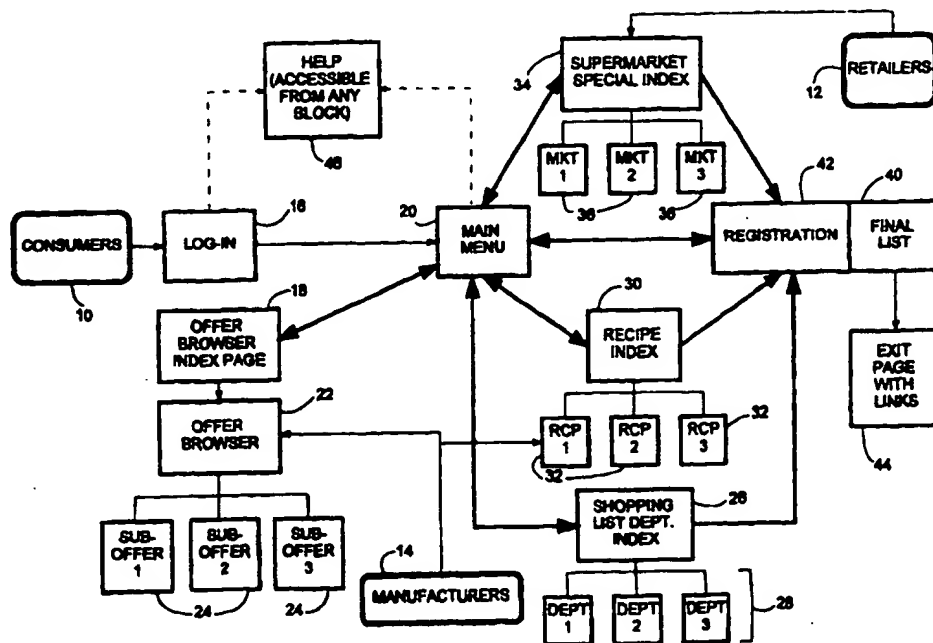 HELP
(ACCESSIBLE
FROM ANY
BLOCK)
46
34
SUPERMARKET
SPECIAL INDEX
12
RETAILERS
MKT
1
MKT
2
MKT
3
36
36
42
40
16
20
CONSUMERS
LOG-IN
MAIN
MENU
REGISTRATION
FINAL
LIST
10
18
OFFER
BROWSER
INDEX PAGE
30
RECIPE
INDEX
EXIT
PAGE
WITH
LINKS
44
22
OFFER
BROWSER
RCP
1
RCP
2
RCP
3
32
32
26
SHOPPING
LIST DEPT.
INDEX
SUB-
OFFER
1
SUB-
OFFER
2
SUB-
OFFER
3
24
24
14
MANUFACTURERS
DEPT
1
DEPT
2
DEPT
3
28